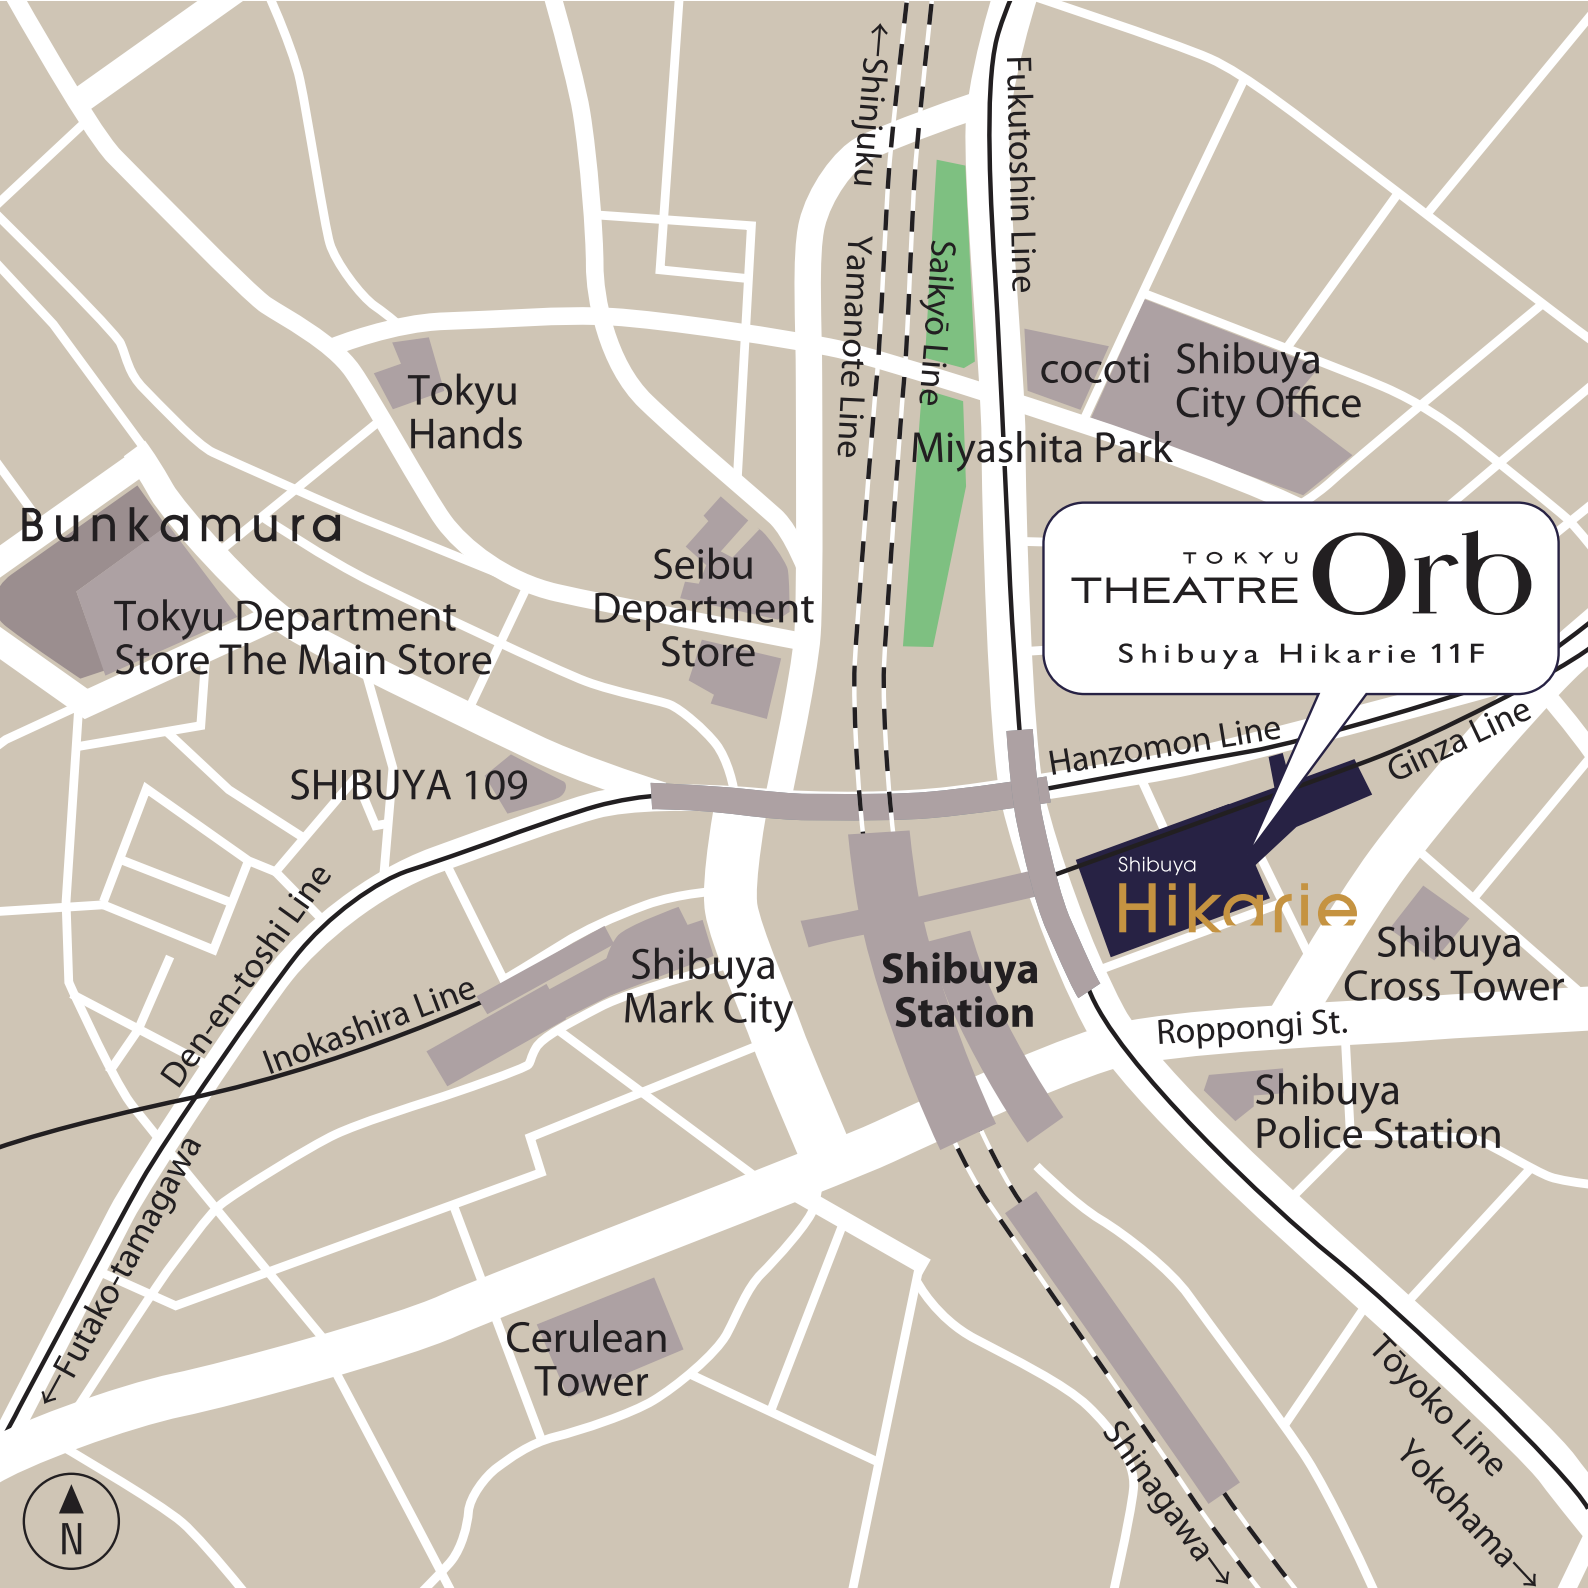 ←Shinjuku
Yamanote Line
Saikyō Line
Fukutoshin Line
cocoti
Shibuya
City Office
Tokyu
Hands
Miyashita Park
Bunkamura
Tokyu Department
Store The Main Store
Seibu
Department
Store
TOKYU
THEATRE Orb
Shibuya Hikarie 11F
SHIBUYA 109
Hanzomon Line
Ginza Line
Shibuya
Hikarie
Den-en-toshi Line
Inokashira Line
Shibuya
Mark City
Shibuya
Station
Shibuya
Cross Tower
Roppongi St.
Shibuya
Police Station
←Futako-tamagawa
Cerulean
Tower
Tōyoko Line
Yokohama→
Shinagawa→
N